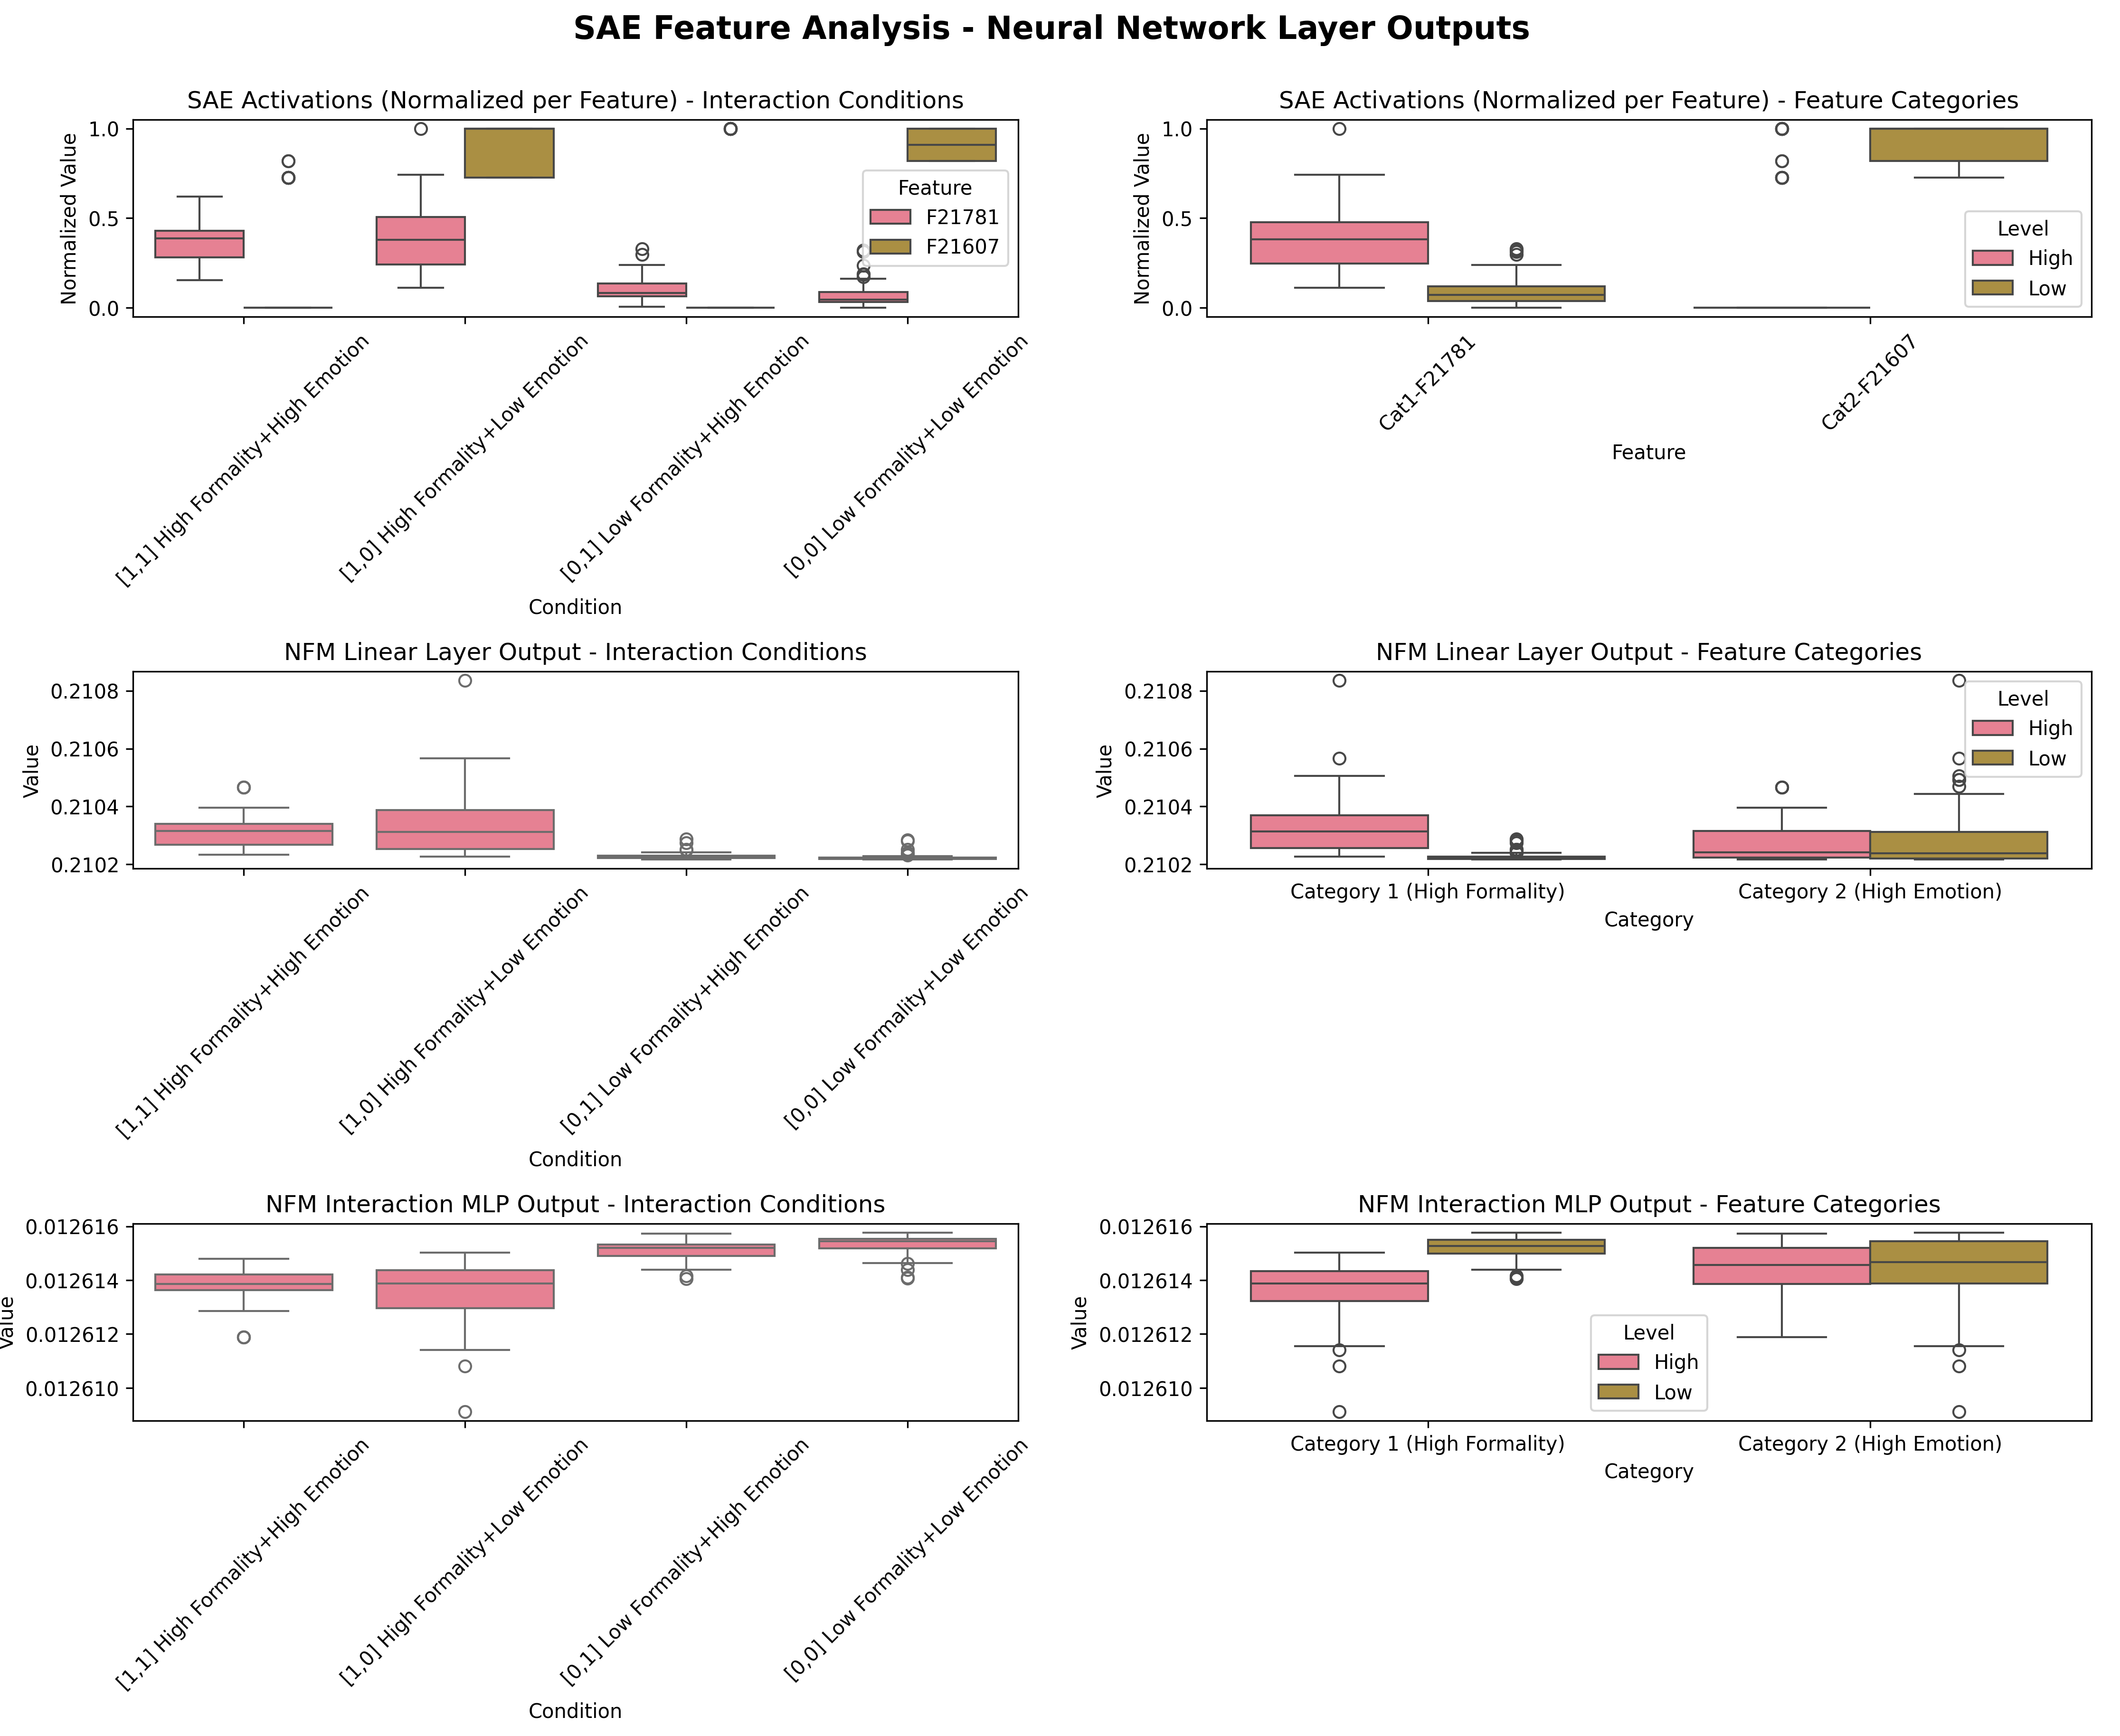 SAE Feature Analysis - Neural Network Layer Outputs
SAE Activations (Normalized per Feature) - Interaction Conditions
Normalized Value
1.0
0.5
0.0
Feature
F21781
F21607
[1,1] High Formality+High Emotion
[1,0] High Formality+Low Emotion
[0,1] Low Formality+High Emotion
[0,0] Low Formality+Low Emotion
Condition
SAE Activations (Normalized per Feature) - Feature Categories
Normalized Value
1.0
0.5
0.0
Level
High
Low
Cat1-F21781
Cat2-F21607
Feature
NFM Linear Layer Output - Interaction Conditions
Value
0.2108
0.2106
0.2104
0.2102
[1,1] High Formality+High Emotion
[1,0] High Formality+Low Emotion
[0,1] Low Formality+High Emotion
[0,0] Low Formality+Low Emotion
Condition
NFM Linear Layer Output - Feature Categories
Value
0.2108
0.2106
0.2104
0.2102
Level
High
Low
Category 1 (High Formality)
Category 2 (High Emotion)
Category
NFM Interaction MLP Output - Interaction Conditions
Value
0.012616
0.012614
0.012612
0.012610
[1,1] High Formality+High Emotion
[1,0] High Formality+Low Emotion
[0,1] Low Formality+High Emotion
[0,0] Low Formality+Low Emotion
Condition
NFM Interaction MLP Output - Feature Categories
Value
0.012616
0.012614
0.012612
0.012610
Level
High
Low
Category 1 (High Formality)
Category 2 (High Emotion)
Category